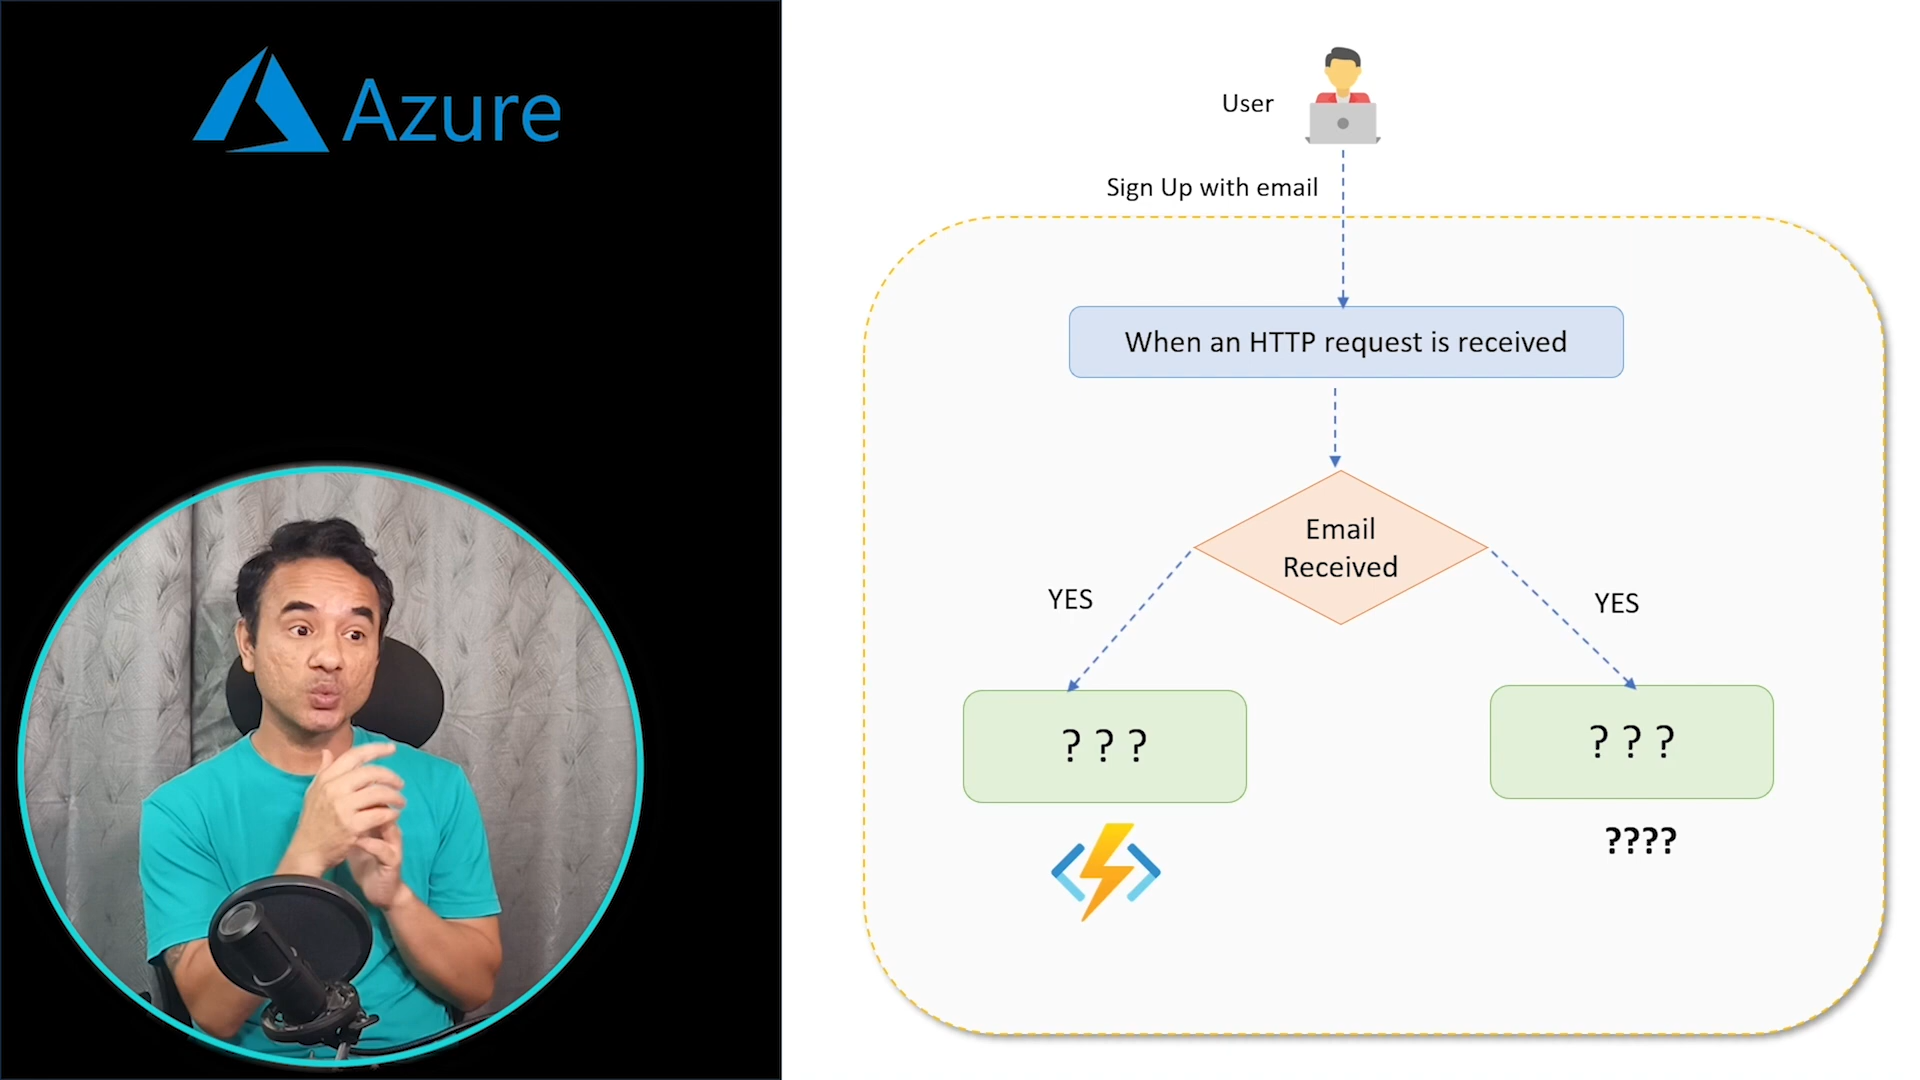 Azure
User
Sign Up with email
When an HTTP request is received
Email
Received
YES
YES
? ? ?
? ? ?
????